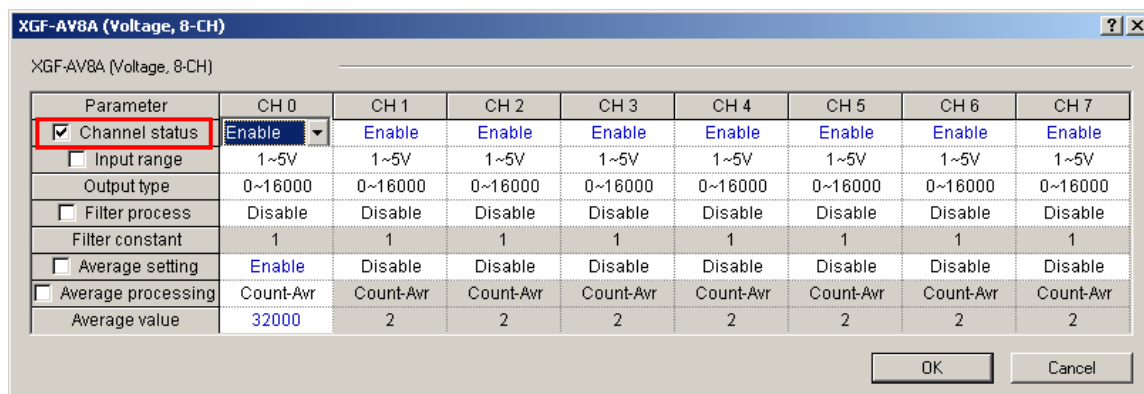 XGF-AV8A (Voltage, 8-CH)
XGF-AV8A (Voltage, 8-CH)
Parameter CH 0 CH 1 CH 2 CH 3 CH 4 CH 5 CH 6 CH 7
Channel status Enable Enable Enable Enable Enable Enable Enable Enable
Input range 1~5V 1~5V 1~5V 1~5V 1~5V 1~5V 1~5V 1~5V
Output type 0~16000 0~16000 0~16000 0~16000 0~16000 0~16000 0~16000 0~16000
Filter process Disable Disable Disable Disable Disable Disable Disable Disable
Filter constant 1 1 1 1 1 1 1 1
Average setting Enable Disable Disable Disable Disable Disable Disable Disable
Average processing Count-Avr Count-Avr Count-Avr Count-Avr Count-Avr Count-Avr Count-Avr Count-Avr
Average value 32000 2 2 2 2 2 2 2
OK Cancel